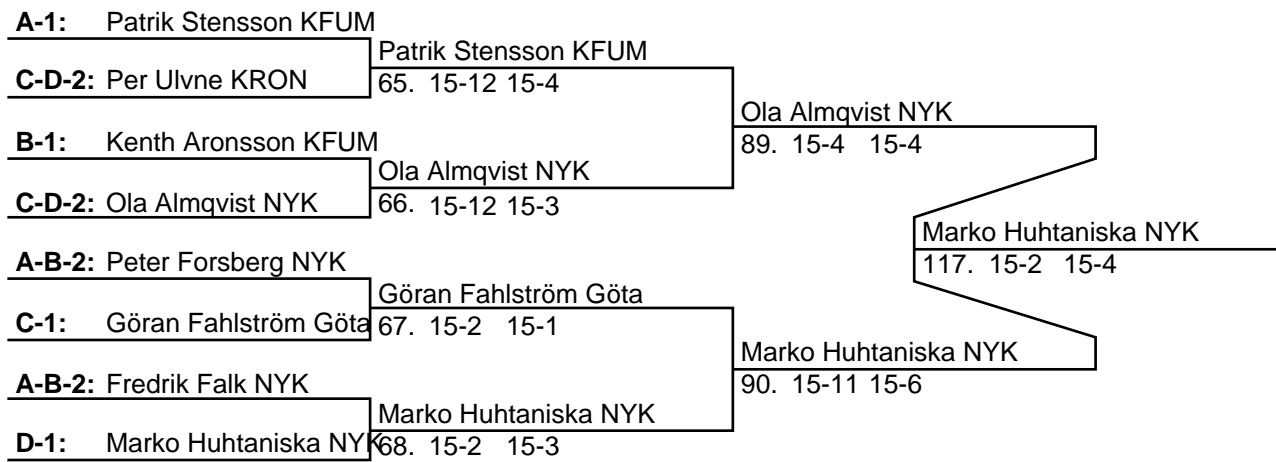 A-1: Patrik Stensson KFUM
Patrik Stensson KFUM
C-D-2: Per Ulvne KRON
65. 15-12 15-4
Ola Almqvist NYK
B-1: Kenth Aronsson KFUM
89. 15-4 15-4
Ola Almqvist NYK
C-D-2: Ola Almqvist NYK
66. 15-12 15-3
Marko Huhtaniska NYK
A-B-2: Peter Forsberg NYK
117. 15-2 15-4
Göran Fahlström Göta
C-1: Göran Fahlström Göta
67. 15-2 15-1
Marko Huhtaniska NYK
A-B-2: Fredrik Falk NYK
90. 15-11 15-6
Marko Huhtaniska NYK
D-1: Marko Huhtaniska NYK
68. 15-2 15-3